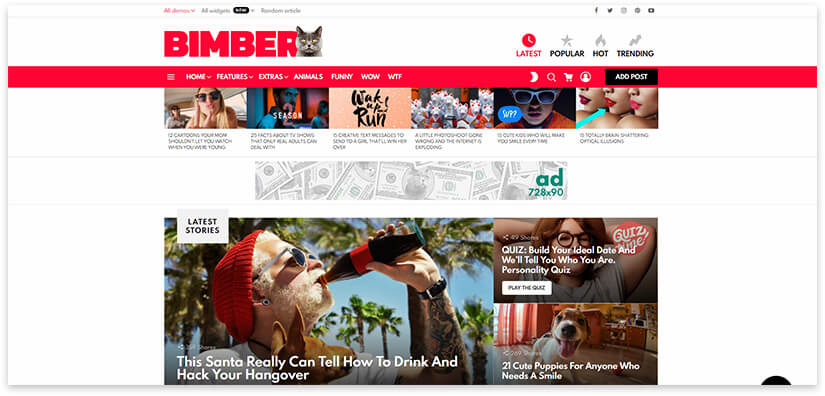 All demos All widgets Random article
BIMBER
LATEST POPULAR HOT TRENDING
HOME FEATURES EXTRAS ANIMALS FUNNY WOW WTF ADD POST
SEASON
Wake
up
Run
WP?
12 CARTOONS YOUR MOM
SHOULDN'T LET YOU WATCH
WHEN YOU WERE YOUNG
25 FACTS ABOUT TV SHOWS
THAT ONLY REAL ADULTS CAN
DEAL WITH
15 CREATIVE TEXT MESSAGES TO
SEND TO A GIRL THAT'LL WIN HER
OVER
A LITTLE PHOTOSHOOT GONE
WRONG AND THE INTERNET IS
EXPLODING
13 CUTE KIDS WHO WILL MAKE
YOU SMILE EVERY TIME
15 TOTALLY BRAIN-SHATTERING
OPTICAL ILLUSIONS
ad
728x90
LATEST
STORIES
Shares
This Santa Really Can Tell How To Drink And
Hack Your Hangover
QUIZ
time
49 Shares
QUIZ: Build Your Ideal Date And
We'll Tell You Who You Are.
Personality Quiz
PLAY THE QUIZ
269 Shares
21 Cute Puppies For Anyone Who
Needs A Smile